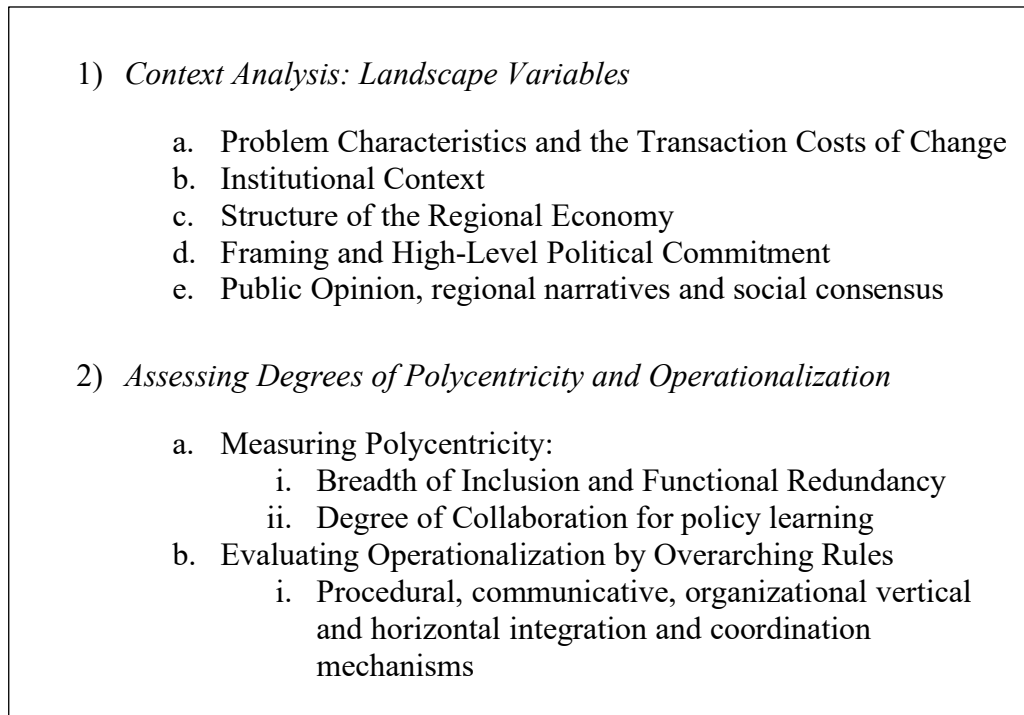 1) Context Analysis: Landscape Variables
a. Problem Characteristics and the Transaction Costs of Change
b. Institutional Context
c. Structure of the Regional Economy
d. Framing and High-Level Political Commitment
e. Public Opinion, regional narratives and social consensus
2) Assessing Degrees of Polycentricity and Operationalization
a. Measuring Polycentricity:
i. Breadth of Inclusion and Functional Redundancy
ii. Degree of Collaboration for policy learning
b. Evaluating Operationalization by Overarching Rules
i. Procedural, communicative, organizational vertical
and horizontal integration and coordination
mechanisms